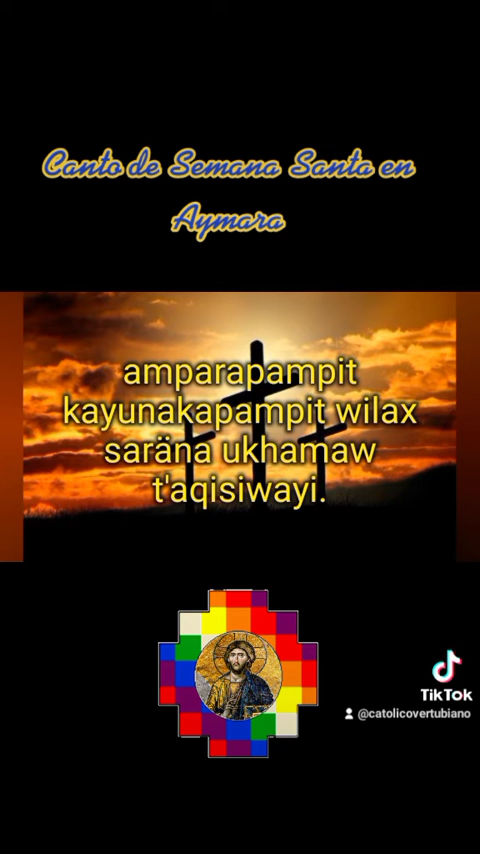 Canto de Semana Santa en
Aymara
amparapampit
kayunakapampit wilax
saräna ukhamaw
t'aqisiwayi.
TikTok
@catolicovertubiano